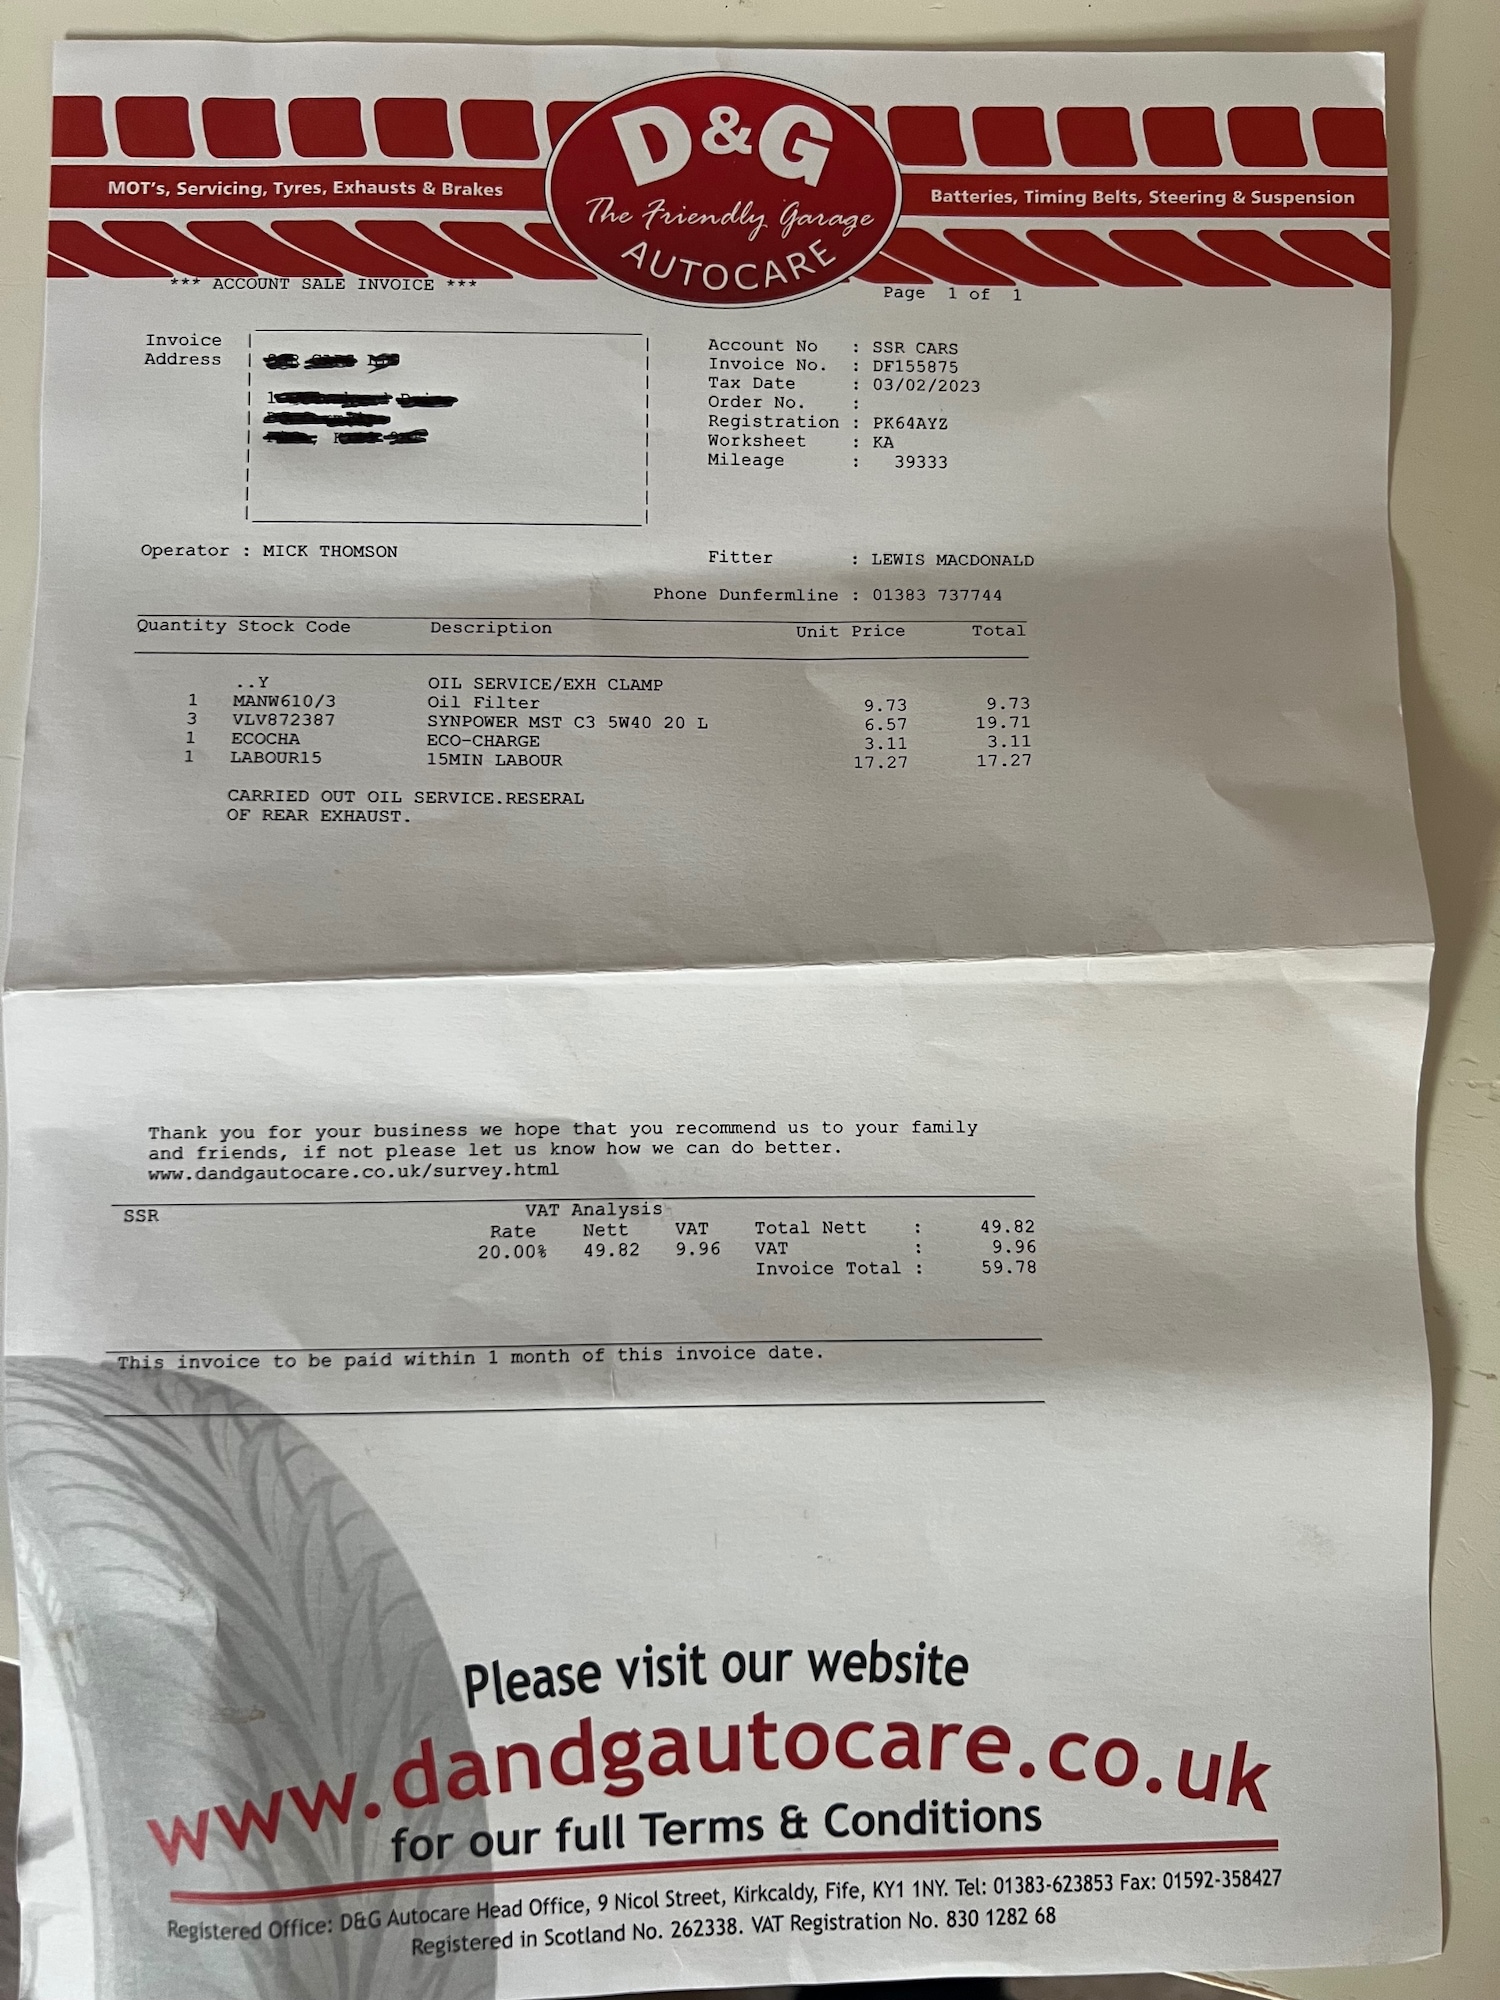 D&G
The Friendly Garage
AUTOCARE
MOT's, Servicing, Tyres, Exhausts & Brakes
Batteries, Timing Belts, Steering & Suspension
*** ACCOUNT SALE INVOICE ***
Page 1 of 1
Invoice
Address
Account No : SSR CARS
Invoice No. : DF155875
Tax Date : 03/02/2023
Order No. :
Registration : PK64AYZ
Worksheet : KA
Mileage : 39333
Operator : MICK THOMSON
Fitter : LEWIS MACDONALD
Phone Dunfermline : 01383 737744
Quantity Stock Code Description Unit Price Total
..Y OIL SERVICE/EXH CLAMP
1 MANW610/3 Oil Filter 9.73 9.73
3 VLV872387 SYNPOWER MST C3 5W40 20 L 6.57 19.71
1 ECOCHA ECO-CHARGE 3.11 3.11
1 LABOUR15 15MIN LABOUR 17.27 17.27
CARRIED OUT OIL SERVICE.RESERAL
OF REAR EXHAUST.
Thank you for your business we hope that you recommend us to your family
and friends, if not please let us know how we can do better.
www.dandgautocare.co.uk/survey.html
SSR
VAT Analysis
Rate Nett VAT
20.00% 49.82 9.96
Total Nett : 49.82
VAT : 9.96
Invoice Total : 59.78
This invoice to be paid within 1 month of this invoice date.
Please visit our website
www.dandgautocare.co.uk
for our full Terms & Conditions
Registered Office: D&G Autocare Head Office, 9 Nicol Street, Kirkcaldy, Fife, KY1 1NY. Tel: 01383-623853 Fax: 01592-358427
Registered in Scotland No. 262338. VAT Registration No. 830 1282 68